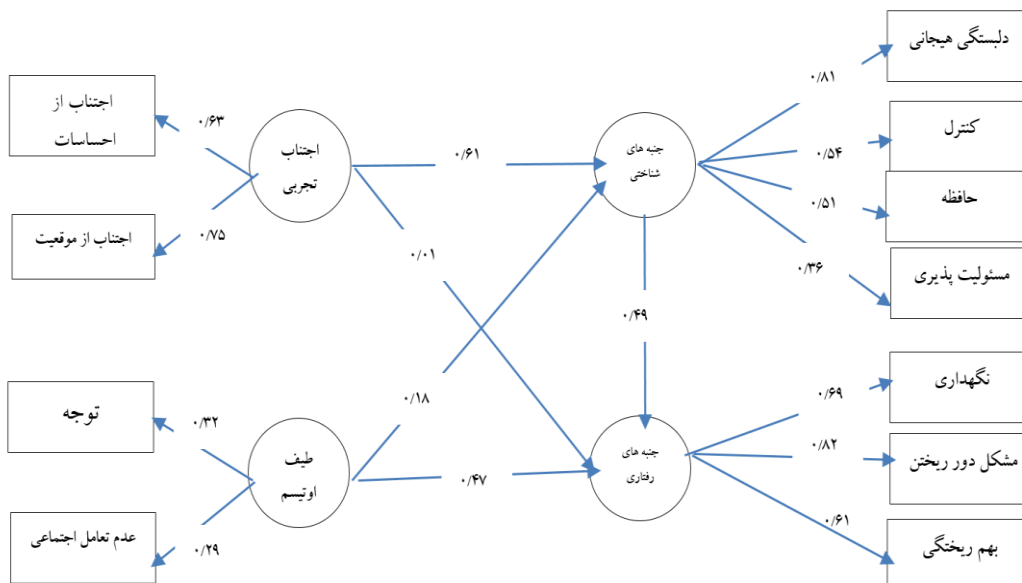 دلبستگی هیجانی
۰/۸۱
اجتناب از
احساسات
۰/۶۳
اجتناب
تجربی
۰/۶۱
جنبه های
شناختی
۰/۵۴
کنترل
۰/۵۱
حافظه
اجتناب از موقعیت
۰/۷۵
۰/۰۱
۰/۳۶
مسئولیت پذیری
۰/۴۹
نگهداری
۰/۶۹
توجه
۰/۳۲
۰/۱۸
طیف
اوتیسم
۰/۴۷
جنبه های
رفتاری
۰/۸۲
مشکل دور ریختن
عدم تعامل اجتماعی
۰/۲۹
۰/۶۱
بهم ریختگی